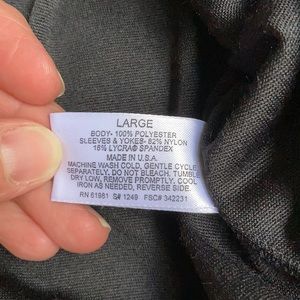 LARGE
BODY- 100% POLYESTER
SLEEVES & YOKES- 82% NYLON
18% LYCRA® SPANDEX
MADE IN U.S.A.
MACHINE WASH COLD, GENTLE CYCLE
SEPARATELY, DO NOT BLEACH. TUMBLE
DRY LOW, REMOVE PROMPTLY. COOL
IRON AS NEEDED, REVERSE SIDE.
RN 61981 S# 1249 FSC# 342231